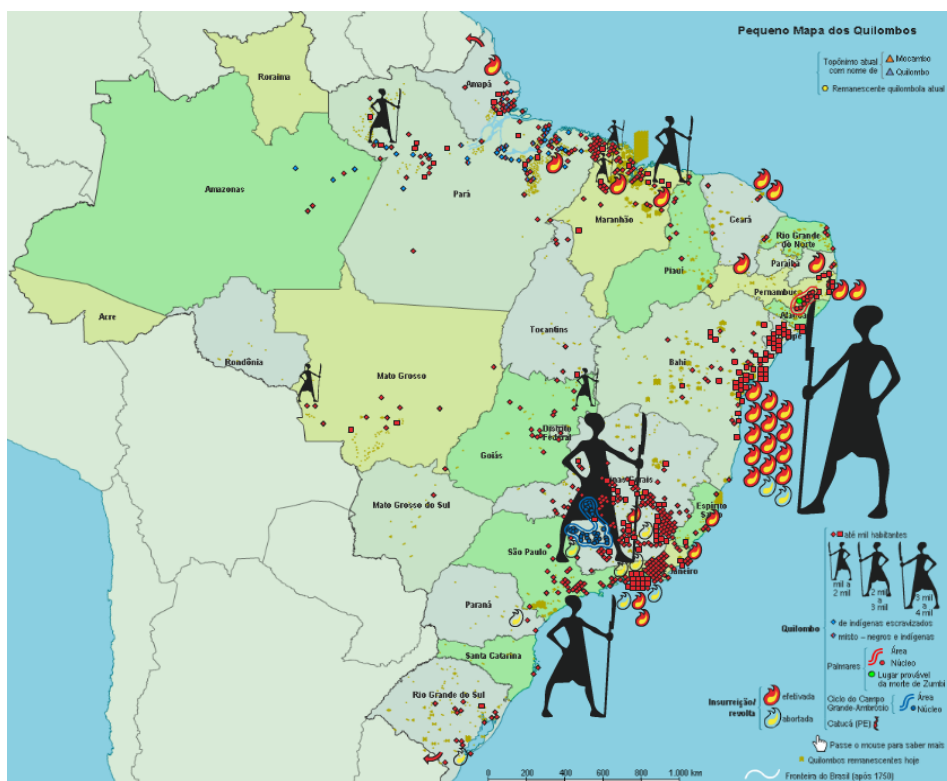 Pequeno Mapa dos Quilombos
Topônimo atual
com nome de
Mocambo
Quilombo
Remanescente quilombola atual
Roraima
Amapá
Amazonas
Pará
Maranhão
Ceará
Rio Grande
do Norte
Paraíba
Piauí
Pernambuco
Acre
Rondônia
Tocantins
Bahia
Mato Grosso
Distrito
Federal
Goiás
Mato Grosso do Sul
Espírito
São Paulo
Janeiro
Paraná
Santa Catarina
Rio Grande do Sul
até mil habitantes
mil a
2 mil
2 mil
a
3 mil
3 mil
a
4 mil
Quilombo
de indígenas escravizados
misto – negros e indígenas
Palmares
Área
Núcleo
Lugar provável
da morte de Zumbi
Insurreição/
revolta
efetivada
abortada
Ciclo do Campo
Grande-Ambrósio
Área
Núcleo
Catucá (PE)
Passe o mouse para saber mais
Quilombos remanescentes hoje
Fronteira do Brasil (após 1750)
0 200 400 600 800 1.000 km